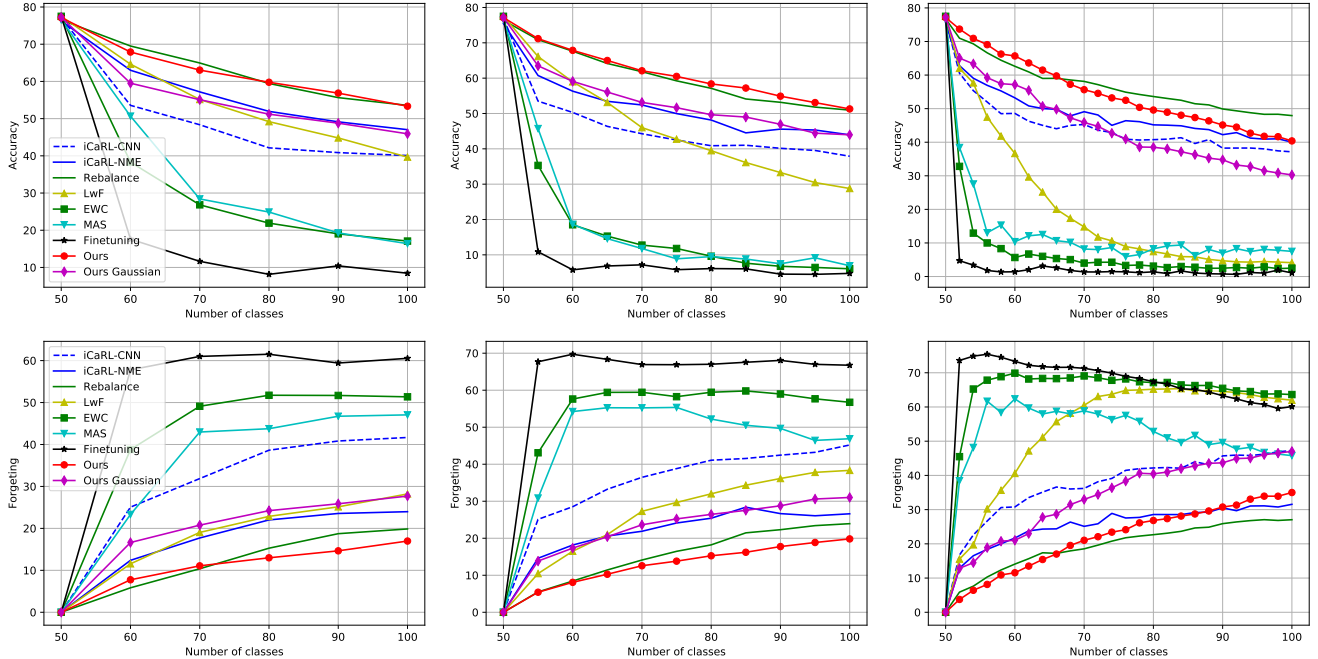 80
70
60
50
40
30
20
10
Accuracy
iCaRL-CNN
iCaRL-NME
Rebalance
LwF
EWC
MAS
Finetuning
Ours
Ours Gaussian
50 60 70 80 90 100
Number of classes
80
70
60
50
40
30
20
10
Accuracy
50 60 70 80 90 100
Number of classes
80
70
60
50
40
30
20
10
0
Accuracy
50 60 70 80 90 100
Number of classes
60
50
40
30
20
10
0
Forgeting
iCaRL-CNN
iCaRL-NME
Rebalance
LwF
EWC
MAS
Finetuning
Ours
Ours Gaussian
50 60 70 80 90 100
Number of classes
70
60
50
40
30
20
10
0
Forgeting
50 60 70 80 90 100
Number of classes
70
60
50
40
30
20
10
0
Forgeting
50 60 70 80 90 100
Number of classes